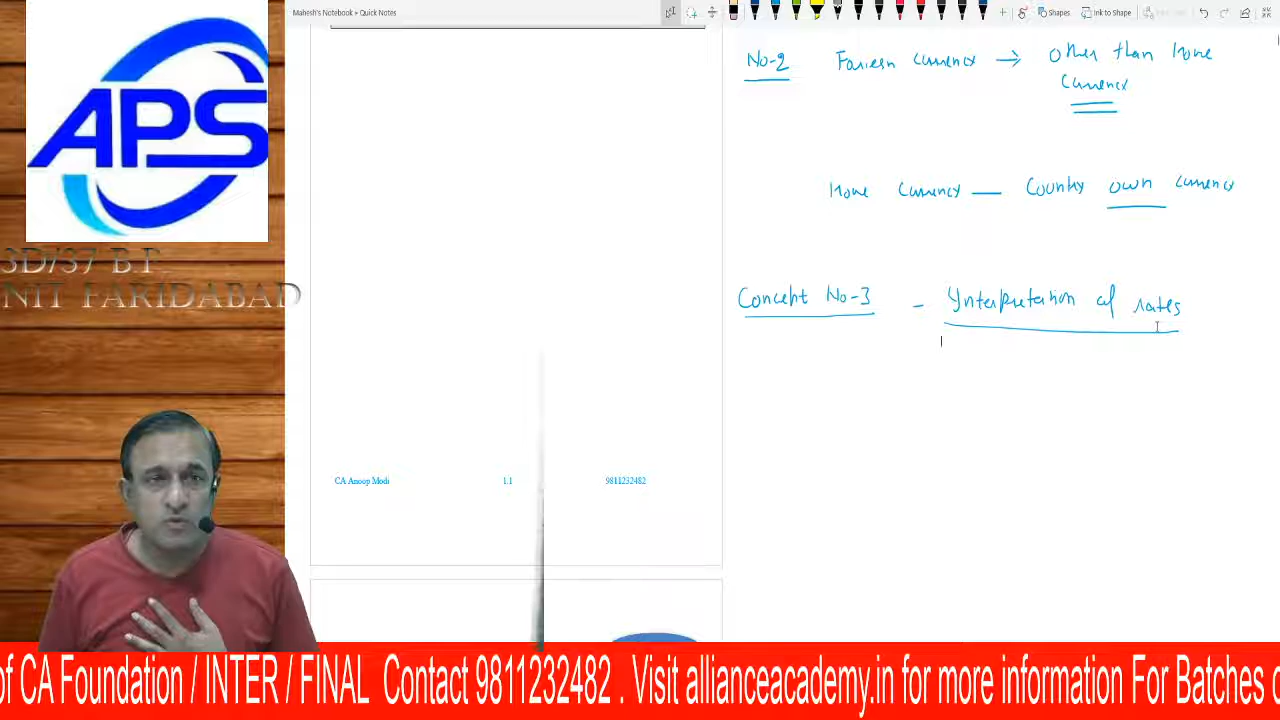 Mahesh's Notebook » Quick Notes
Shapes
Ink to Shape
APS
3D/37 B.P.
NIT FARIDABAD
No-2 Foriesn currency → other than Home
Currency
Home Currency — Country own currency
Concept No-3 - Interpretation of rates
CA Anoop Modi 1.1 9811232482
of CA Foundation / INTER / FINAL Contact 9811232482 . Visit allianceacademy.in for more information For Batches